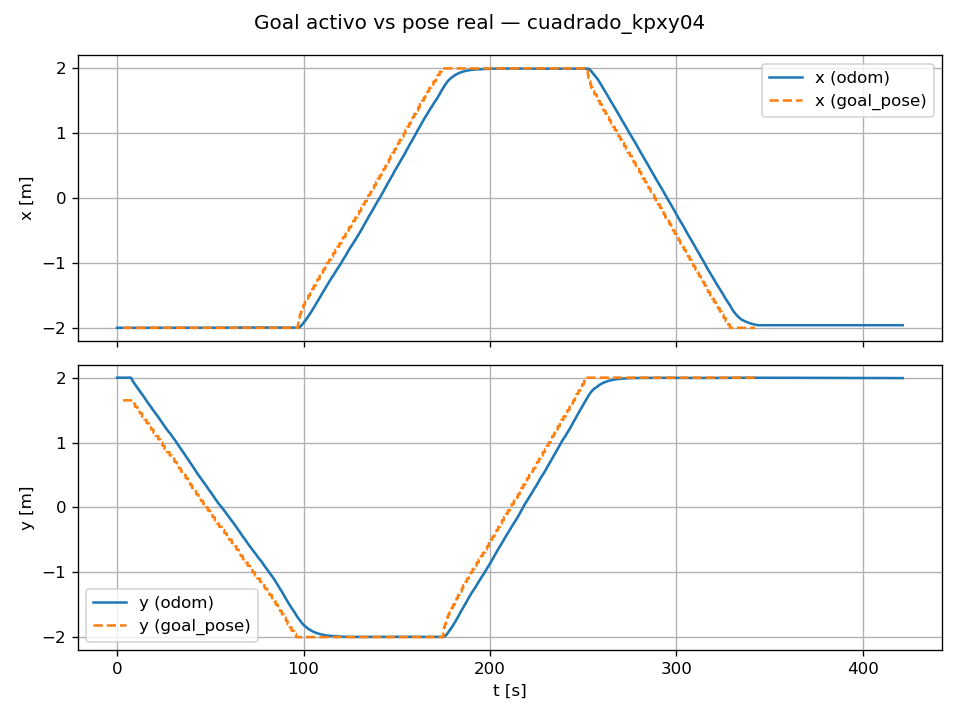 Goal activo vs pose real — cuadrado_kpxy04
2
1
0
−1
−2
x [m]
x (odom)
x (goal_pose)
2
1
0
−1
−2
y [m]
y (odom)
y (goal_pose)
0 100 200 300 400
t [s]